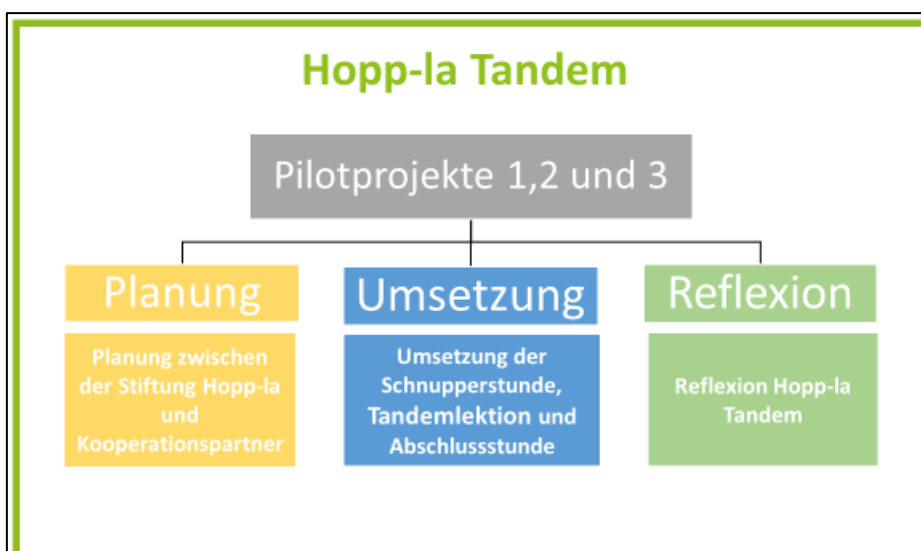 Hopp-la Tandem
Pilotprojekte 1,2 und 3
Planung
Planung zwischen
der Stiftung Hopp-la
und
Kooperationspartner
Umsetzung
Umsetzung der
Schnupperstunde,
Tandemlektion und
Abschlussstunde
Reflexion
Reflexion Hopp-la
Tandem